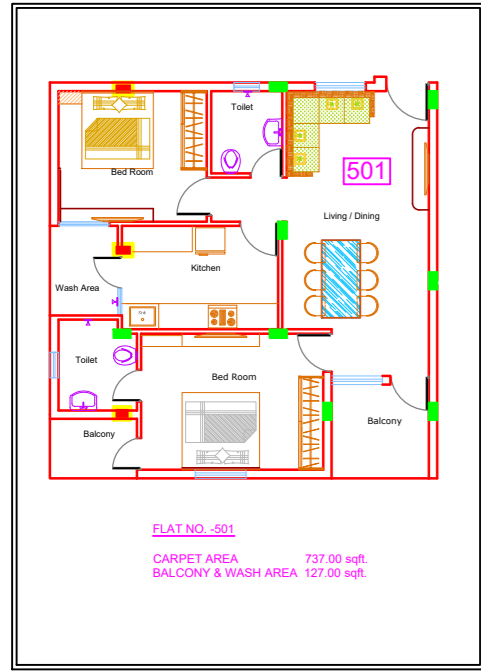 Toilet
Bed Room
501
Living / Dining
Kitchen
Wash Area
Toilet
Bed Room
Balcony
Balcony
FLAT NO. -501
CARPET AREA 737.00 sqft.
BALCONY & WASH AREA 127.00 sqft.